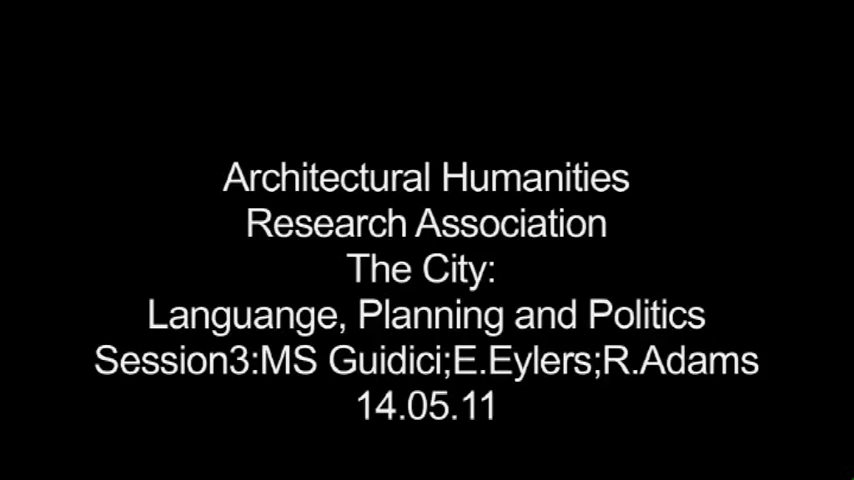 Architectural Humanities
Research Association
The City:
Languange, Planning and Politics
Session3:MS Guidici;E.Eylers;R.Adams
14.05.11